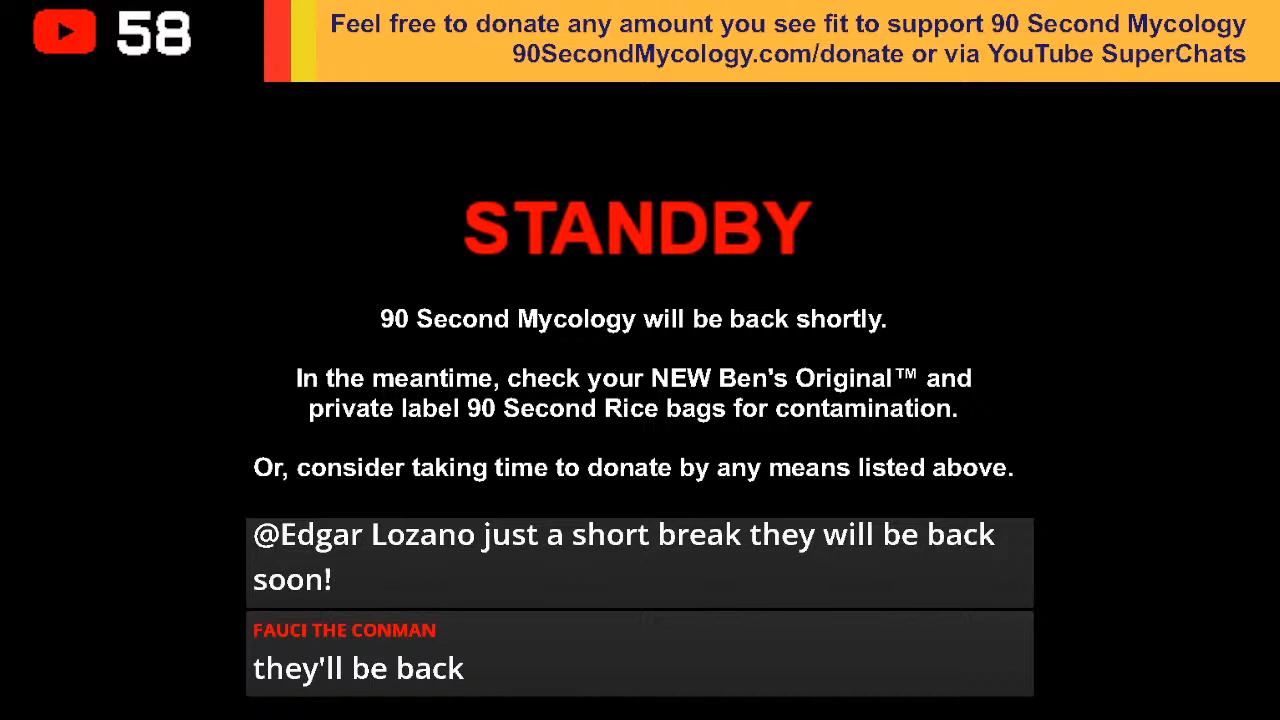 58
Feel free to donate any amount you see fit to support 90 Second Mycology
90SecondMycology.com/donate or via YouTube SuperChats
STANDBY
90 Second Mycology will be back shortly.
In the meantime, check your NEW Ben's Original™ and
private label 90 Second Rice bags for contamination.
Or, consider taking time to donate by any means listed above.
@Edgar Lozano just a short break they will be back
soon!
FAUCI THE CONMAN
they'll be back